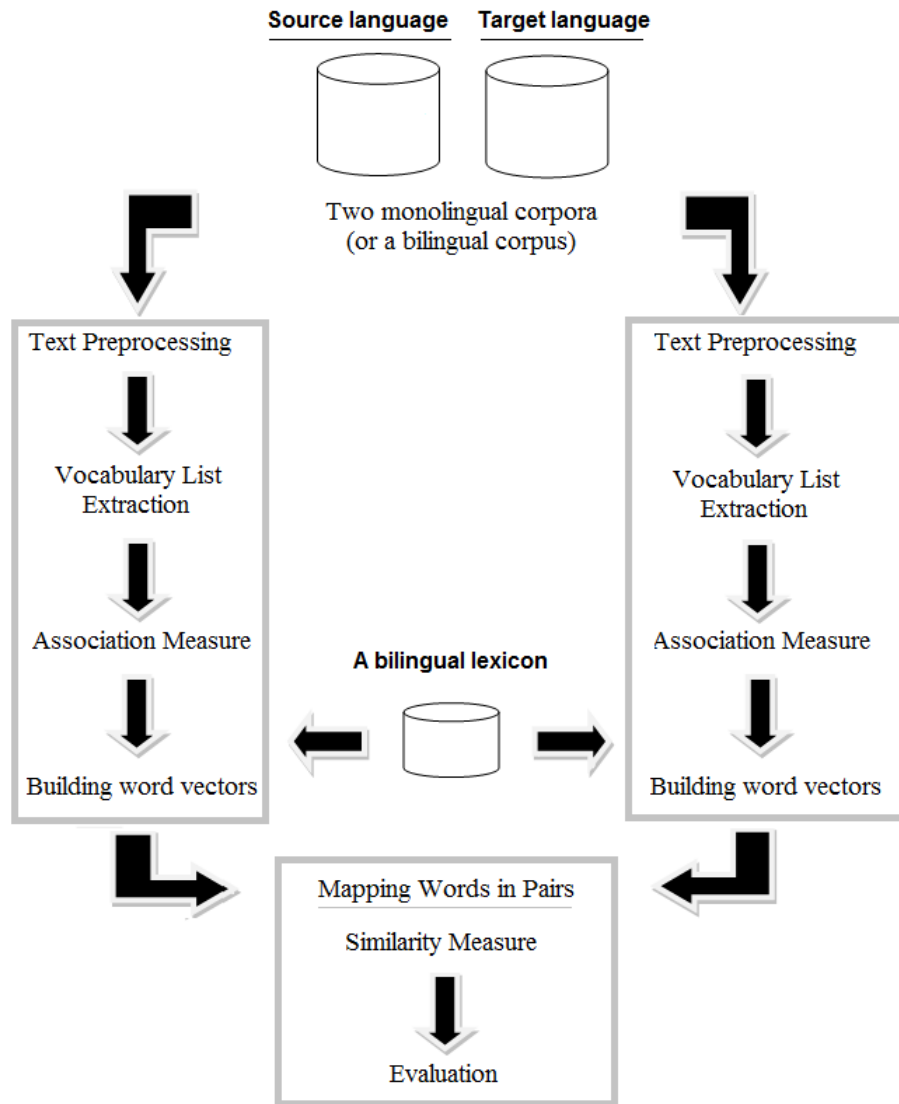 Source language
Target language
Two monolingual corpora
(or a bilingual corpus)
Text Preprocessing
Vocabulary List
Extraction
Association Measure
Building word vectors
A bilingual lexicon
Text Preprocessing
Vocabulary List
Extraction
Association Measure
Building word vectors
Mapping Words in Pairs
Similarity Measure
Evaluation